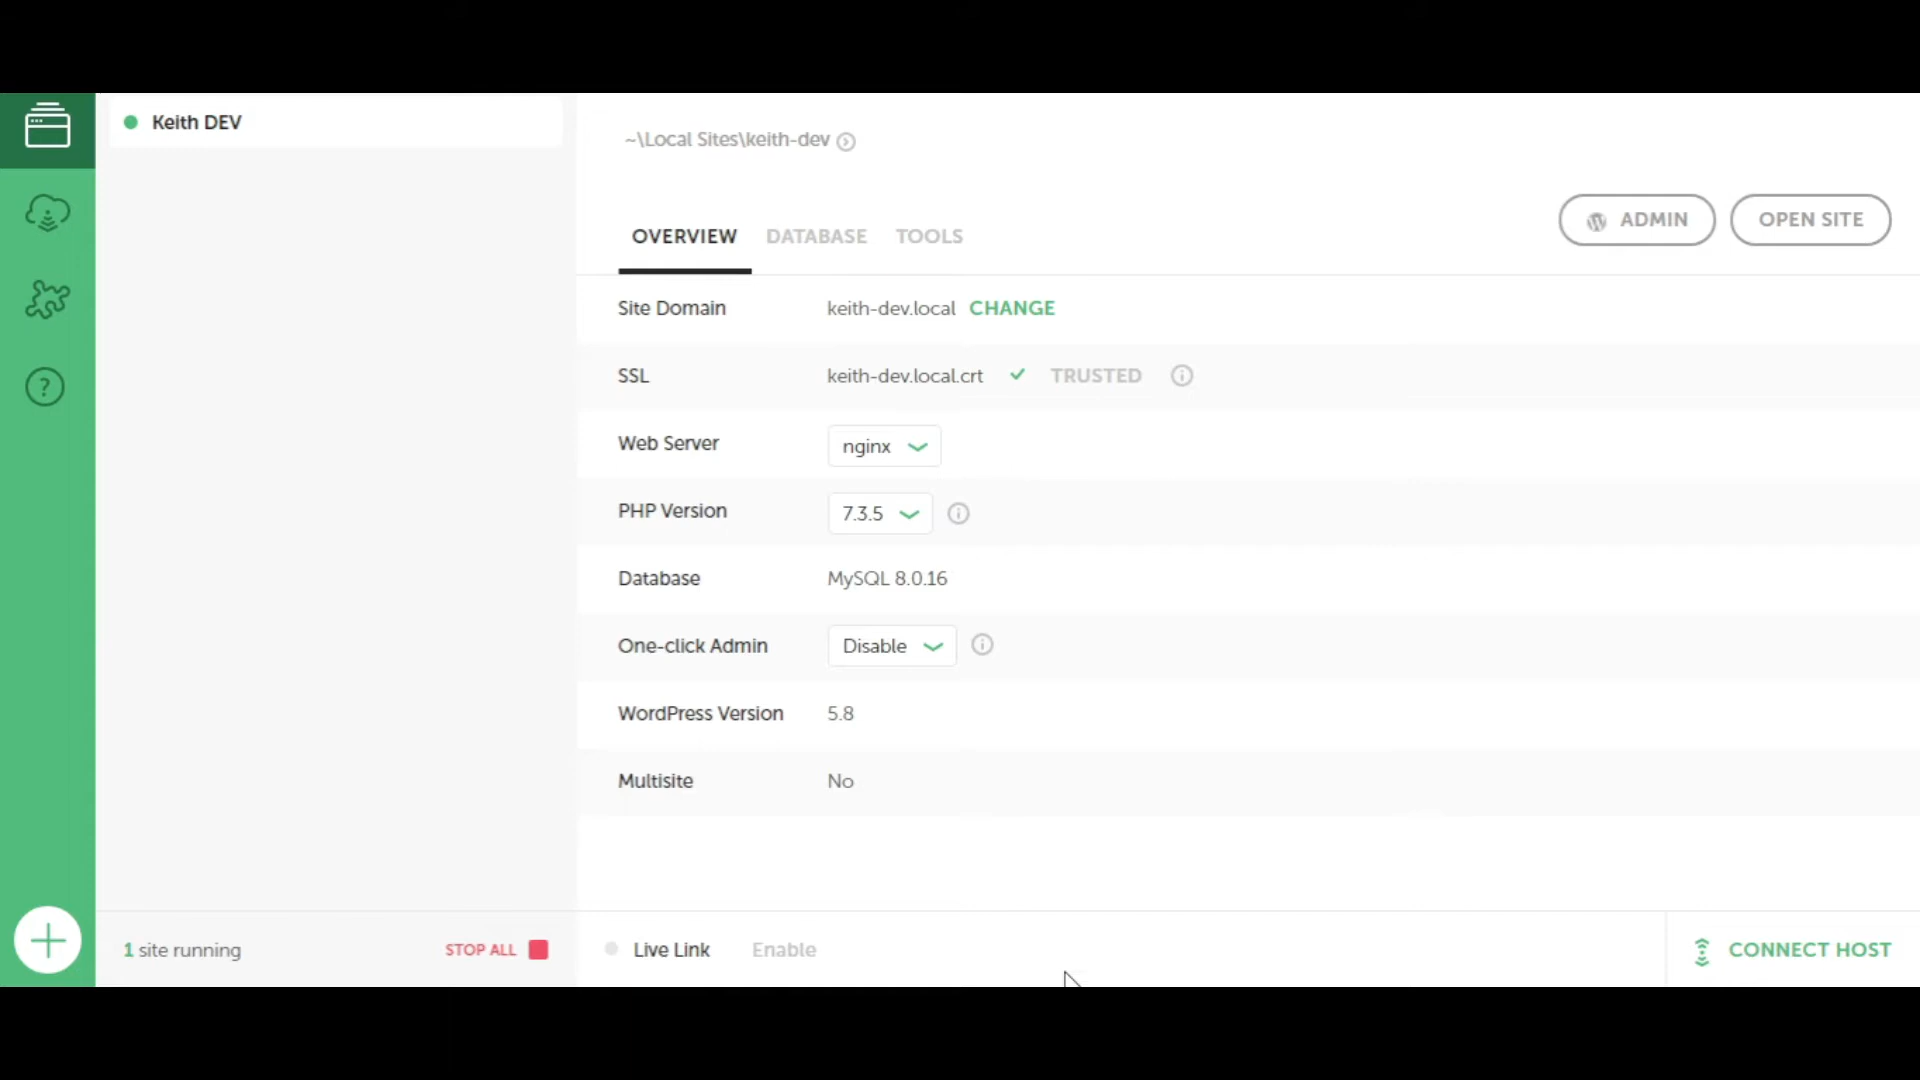 Keith DEV
~\Local Sites\keith-dev
OVERVIEW DATABASE TOOLS
ADMIN OPEN SITE
Site Domain keith-dev.local CHANGE
SSL keith-dev.local.crt TRUSTED
Web Server nginx
PHP Version 7.3.5
Database MySQL 8.0.16
One-click Admin Disable
WordPress Version 5.8
Multisite No
1 site running STOP ALL Live Link Enable CONNECT HOST